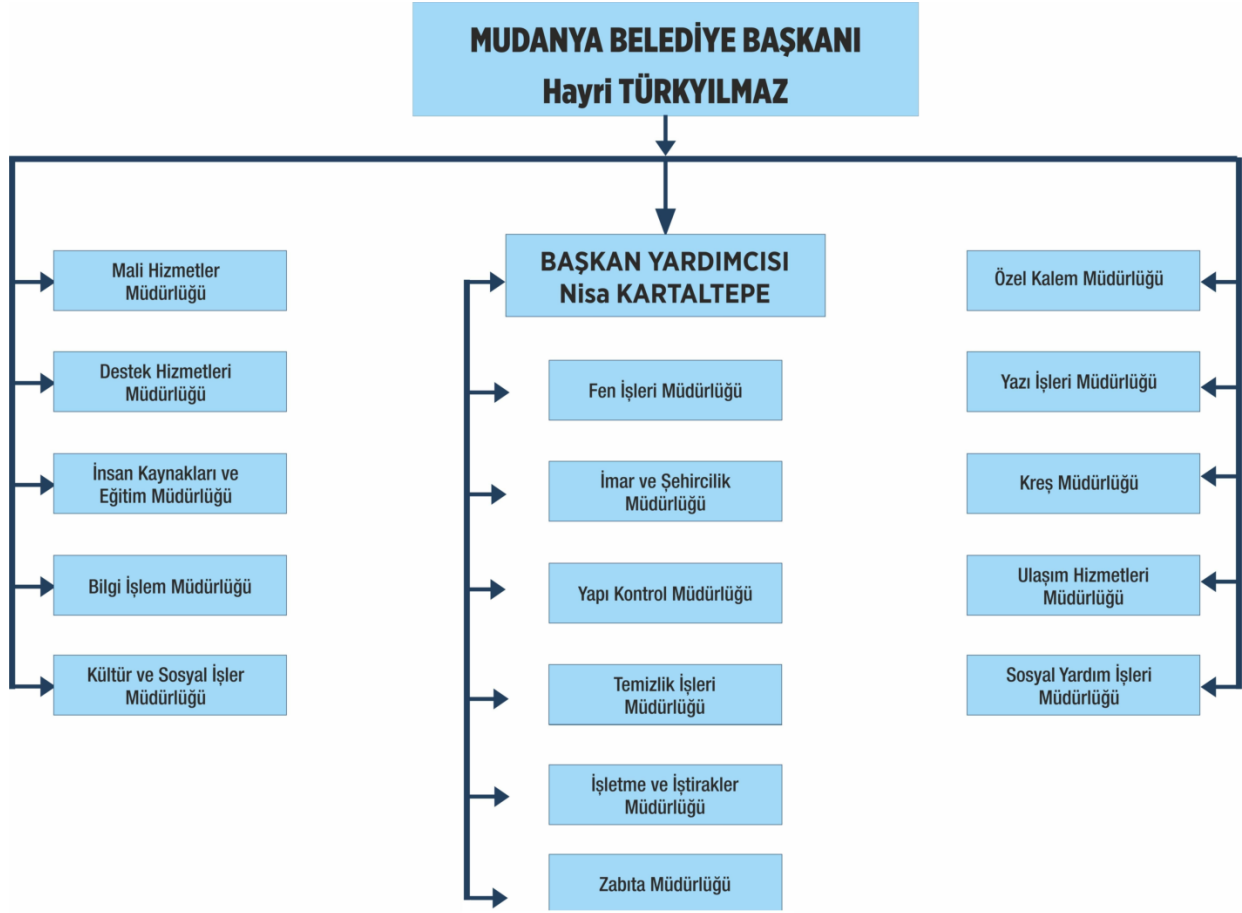 MUDANYA BELEDİYE BAŞKANI
Hayri TÜRKYILMAZ
Mali Hizmetler
Müdürlüğü
Destek Hizmetleri
Müdürlüğü
İnsan Kaynakları ve
Eğitim Müdürlüğü
Bilgi İşlem Müdürlüğü
Kültür ve Sosyal İşler
Müdürlüğü
BAŞKAN YARDIMCISI
Nisa KARTALTEPE
Fen İşleri Müdürlüğü
İmar ve Şehircilik
Müdürlüğü
Yapı Kontrol Müdürlüğü
Temizlik İşleri
Müdürlüğü
İşletme ve İştirakler
Müdürlüğü
Zabıta Müdürlüğü
Özel Kalem Müdürlüğü
Yazı İşleri Müdürlüğü
Kreş Müdürlüğü
Ulaşım Hizmetleri
Müdürlüğü
Sosyal Yardım İşleri
Müdürlüğü